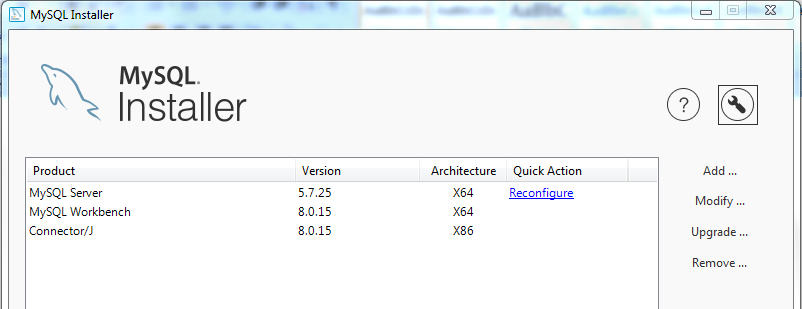 MySQL Installer
MySQL®
Installer
?
Product Version Architecture Quick Action
MySQL Server 5.7.25 X64 Reconfigure
MySQL Workbench 8.0.15 X64
Connector/J 8.0.15 X86
Add ...
Modify ...
Upgrade ...
Remove ...